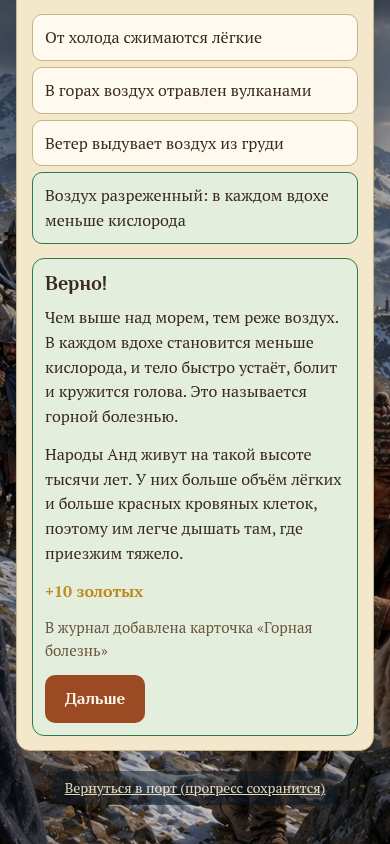 От холода сжимаются лёгкие
В горах воздух отравлен вулканами
Ветер выдувает воздух из груди
Воздух разреженный: в каждом вдохе
меньше кислорода
Верно!
Чем выше над морем, тем реже воздух.
В каждом вдохе становится меньше
кислорода, и тело быстро устаёт, болит
и кружится голова. Это называется
горной болезнью.
Народы Анд живут на такой высоте
тысячи лет. У них больше объём лёгких
и больше красных кровяных клеток,
поэтому им легче дышать там, где
приезжим тяжело.
+10 золотых
В журнал добавлена карточка «Горная
болезнь»
Дальше
Вернуться в порт (прогресс сохранится)